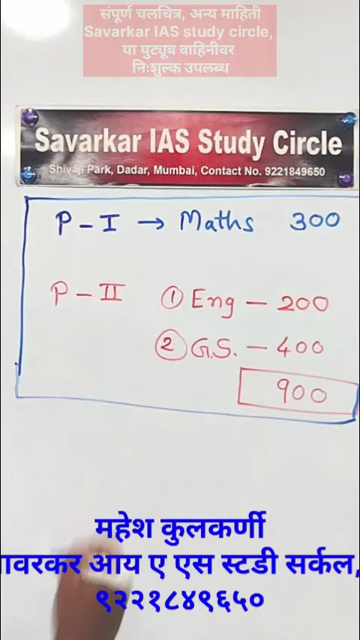 संपूर्ण चलचित्र, अन्य माहिती
Savarkar IAS study circle,
या युट्यूब वाहिनीवर
निःशुल्क उपलब्ध
Savarkar IAS Study Circle
Shivaji Park, Dadar, Mumbai, Contact No. 9221849650
P - I → Maths 300
P - II ① Eng - 200
② G.S. - 400
900
महेश कुलकर्णी
ावरकर आय ए एस स्टडी सर्कल,
९२२१८४९६५०